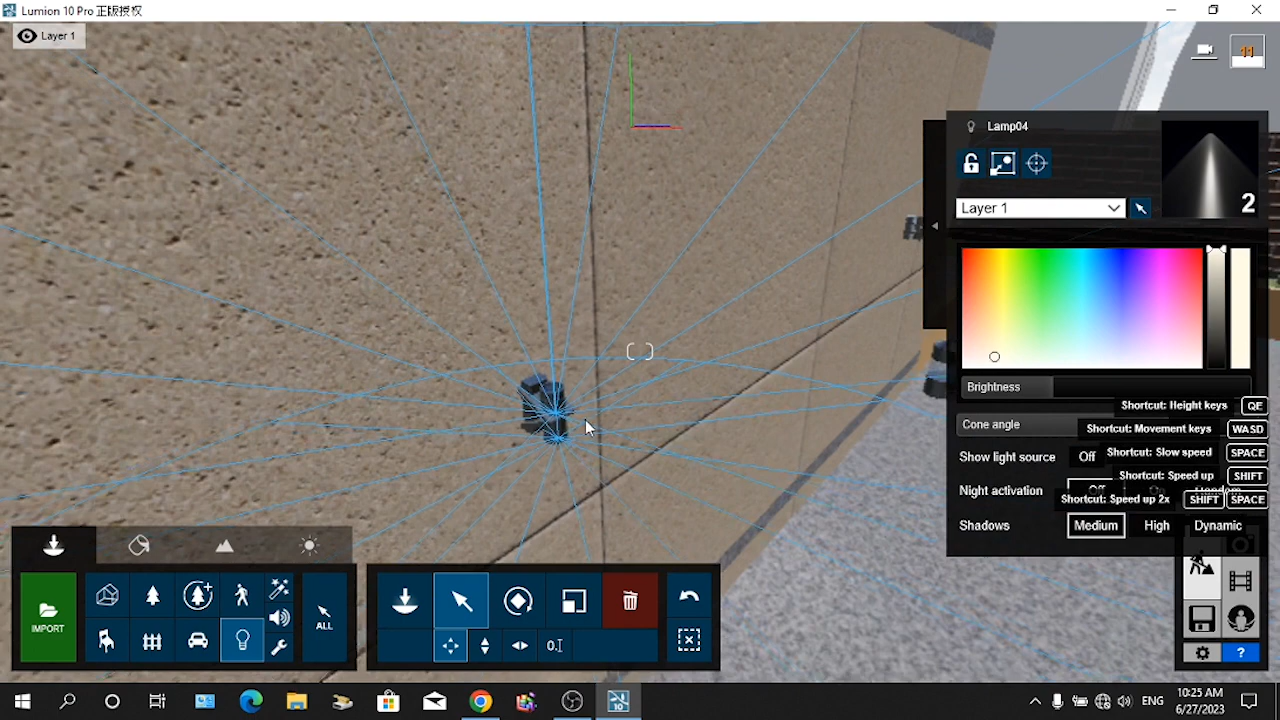 Lumion 10 Pro 正版授权
Layer 1
Lamp04
2
Layer 1
Brightness
Shortcut: Height keys QE
Cone angle
Shortcut: Movement keys WASD
Show light source Off
Shortcut: Slow speed SPACE
Shortcut: Speed up SHIFT
Night activation Off
Shortcut: Speed up 2x SHIFT SPACE
Shadows Medium High Dynamic
IMPORT
ALL
?
10
ENG
10:25 AM
6/27/2023